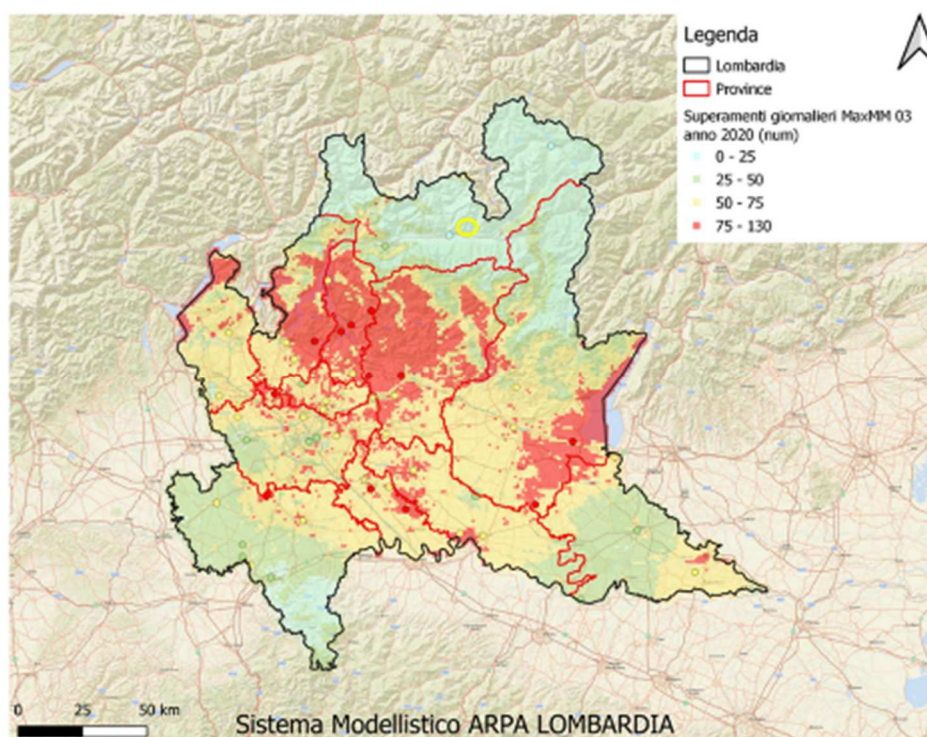 Legenda
Lombardia
Province
Superamenti giornalieri MaxMM 03
anno 2020 (num)
0 - 25
25 - 50
50 - 75
75 - 130
0 25 50 km
Sistema Modellistico ARPA LOMBARDIA